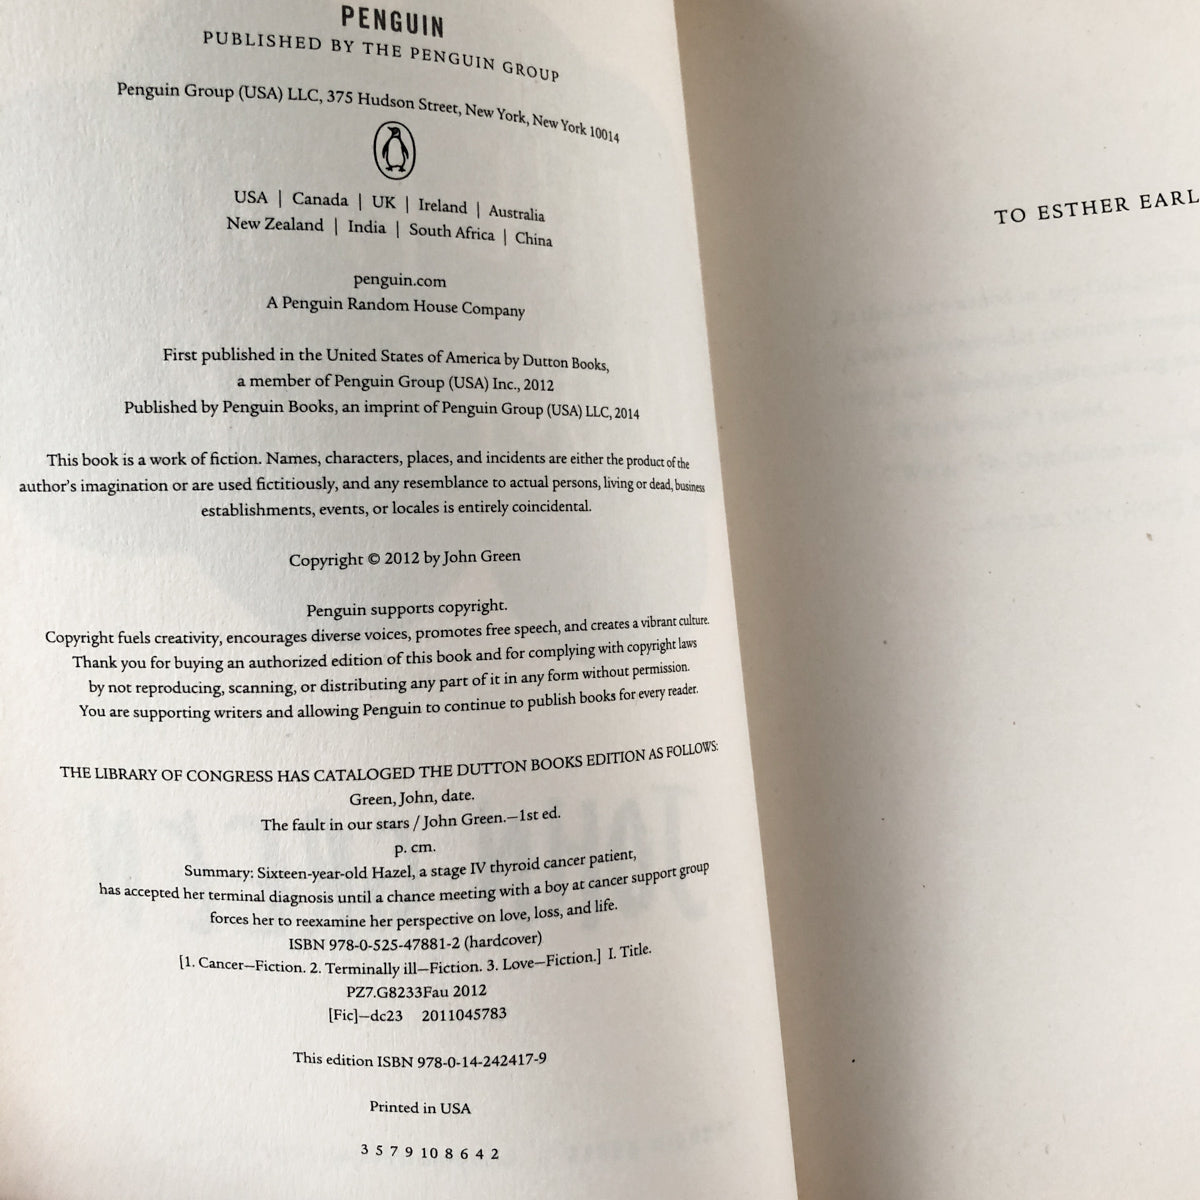 PENGUIN
PUBLISHED BY THE PENGUIN GROUP
Penguin Group (USA) LLC, 375 Hudson Street, New York, New York 10014
USA | Canada | UK | Ireland | Australia
New Zealand | India | South Africa | China
penguin.com
A Penguin Random House Company
First published in the United States of America by Dutton Books,
a member of Penguin Group (USA) Inc., 2012
Published by Penguin Books, an imprint of Penguin Group (USA) LLC, 2014
This book is a work of fiction. Names, characters, places, and incidents are either the product of the
author's imagination or are used fictitiously, and any resemblance to actual persons, living or dead, business
establishments, events, or locales is entirely coincidental.
Copyright © 2012 by John Green
Penguin supports copyright.
Copyright fuels creativity, encourages diverse voices, promotes free speech, and creates a vibrant culture.
Thank you for buying an authorized edition of this book and for complying with copyright laws
by not reproducing, scanning, or distributing any part of it in any form without permission.
You are supporting writers and allowing Penguin to continue to publish books for every reader.
THE LIBRARY OF CONGRESS HAS CATALOGED THE DUTTON BOOKS EDITION AS FOLLOWS:
Green, John, date.
The fault in our stars / John Green.—1st ed.
p. cm.
Summary: Sixteen-year-old Hazel, a stage IV thyroid cancer patient,
has accepted her terminal diagnosis until a chance meeting with a boy at cancer support group
forces her to reexamine her perspective on love, loss, and life.
ISBN 978-0-525-47881-2 (hardcover)
[1. Cancer—Fiction. 2. Terminally ill—Fiction. 3. Love—Fiction.] I. Title.
PZ7.G8233Fau 2012
[Fic]—dc23 2011045783
This edition ISBN 978-0-14-242417-9
Printed in USA
3 5 7 9 10 8 6 4 2
TO ESTHER EARL